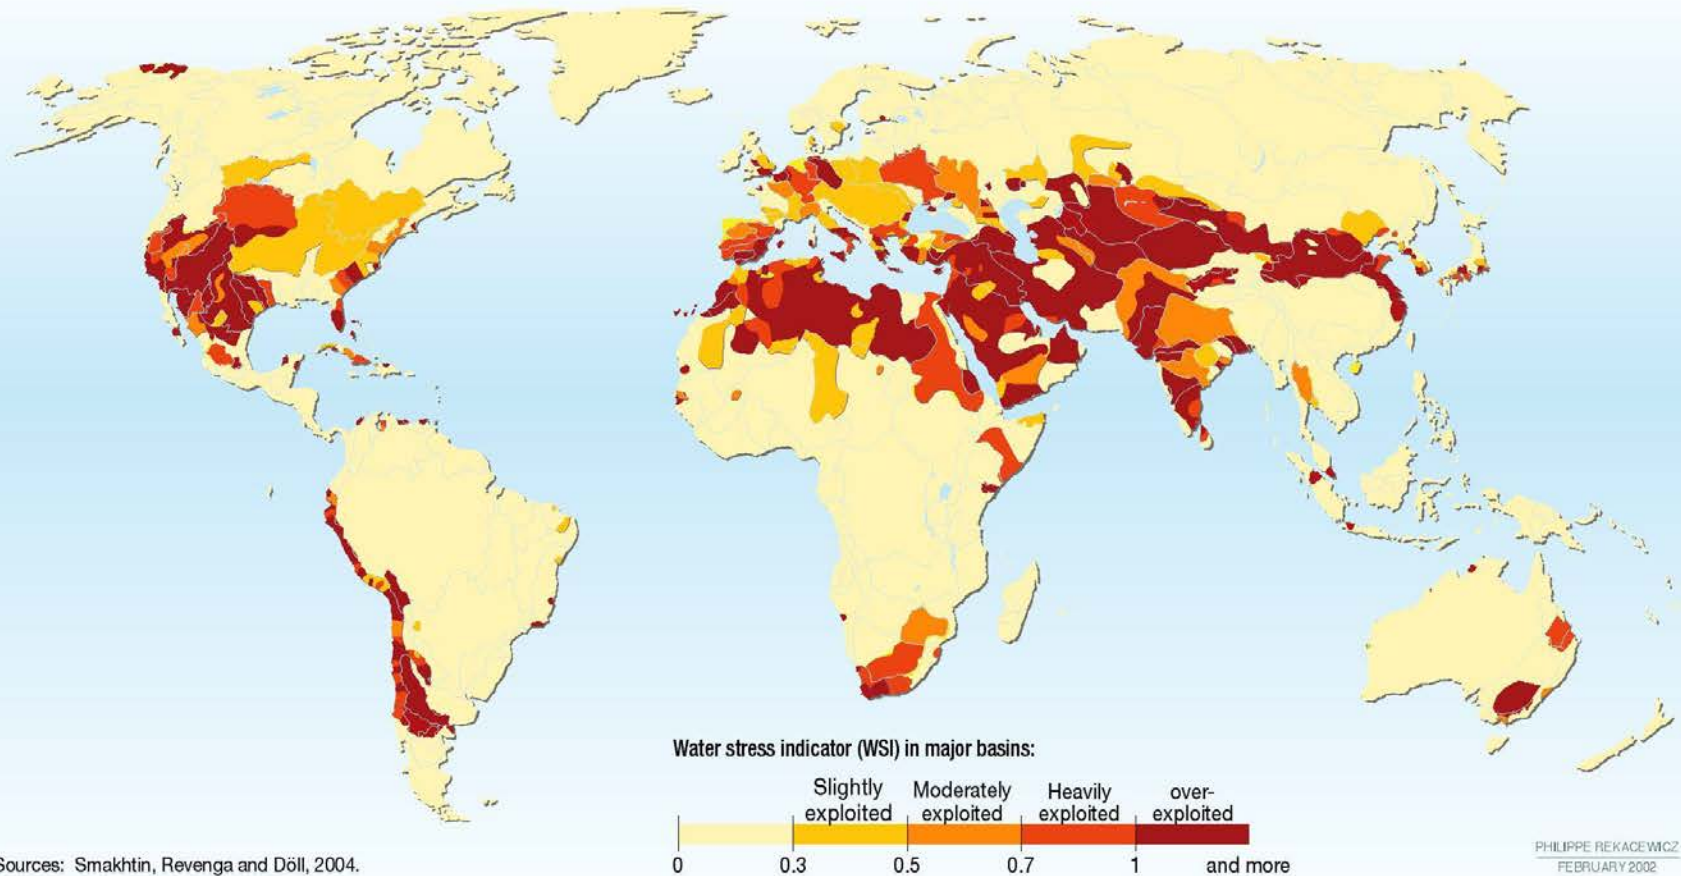 Water stress indicator (WSI) in major basins:
Slightly exploited
Moderately exploited
Heavily exploited
over-exploited
0
0.3
0.5
0.7
1
and more
Sources: Smakhtin, Revenga and Döll, 2004.
PHILIPPE REKACEWICZ
FEBRUARY 2002